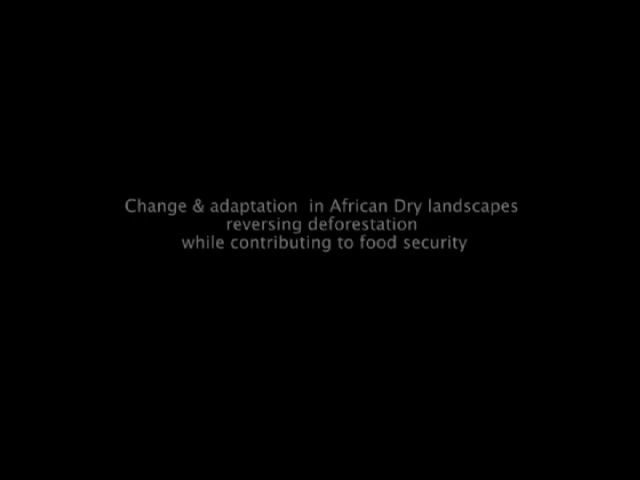 Change & adaptation  in African Dry landscapes
reversing deforestation
while contributing to food security